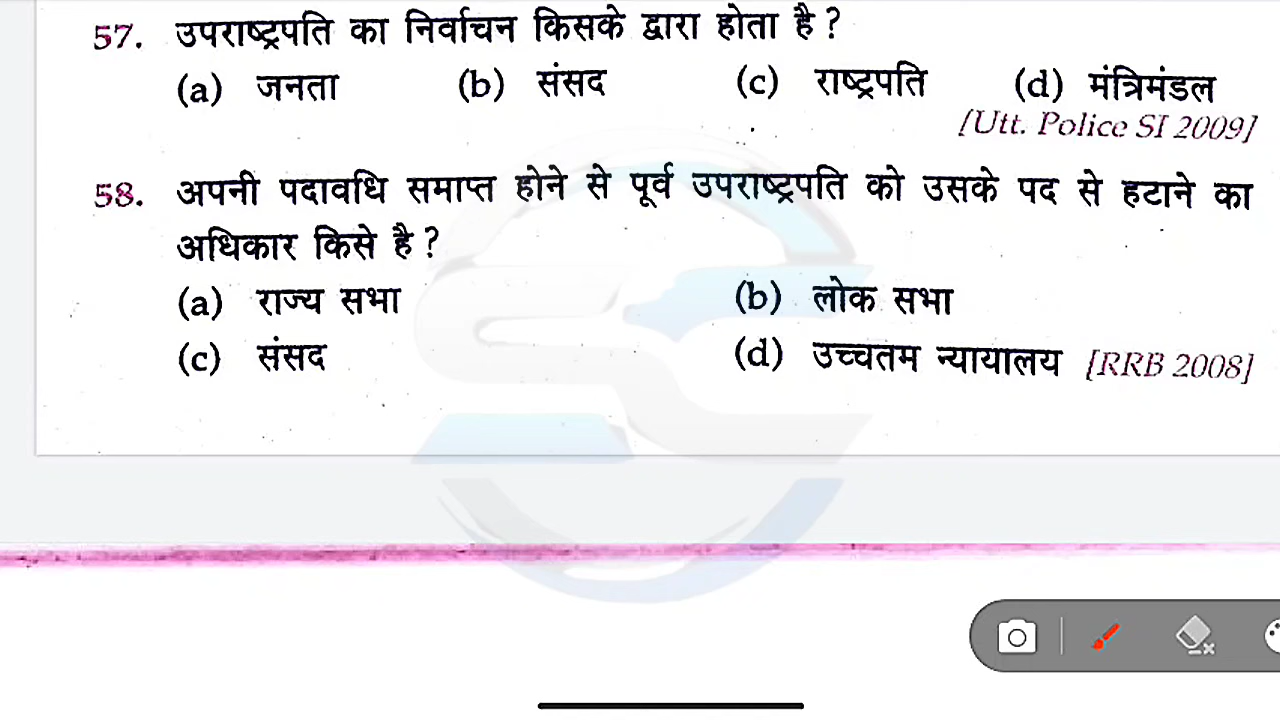 57. उपराष्ट्रपति का निर्वाचन किसके द्वारा होता है ?
(a) जनता (b) संसद (c) राष्ट्रपति (d) मंत्रिमंडल
[Utt. Police SI 2009]
58. अपनी पदावधि समाप्त होने से पूर्व उपराष्ट्रपति को उसके पद से हटाने का
अधिकार किसे है ?
(a) राज्य सभा (b) लोक सभा
(c) संसद (d) उच्चतम न्यायालय [RRB 2008]